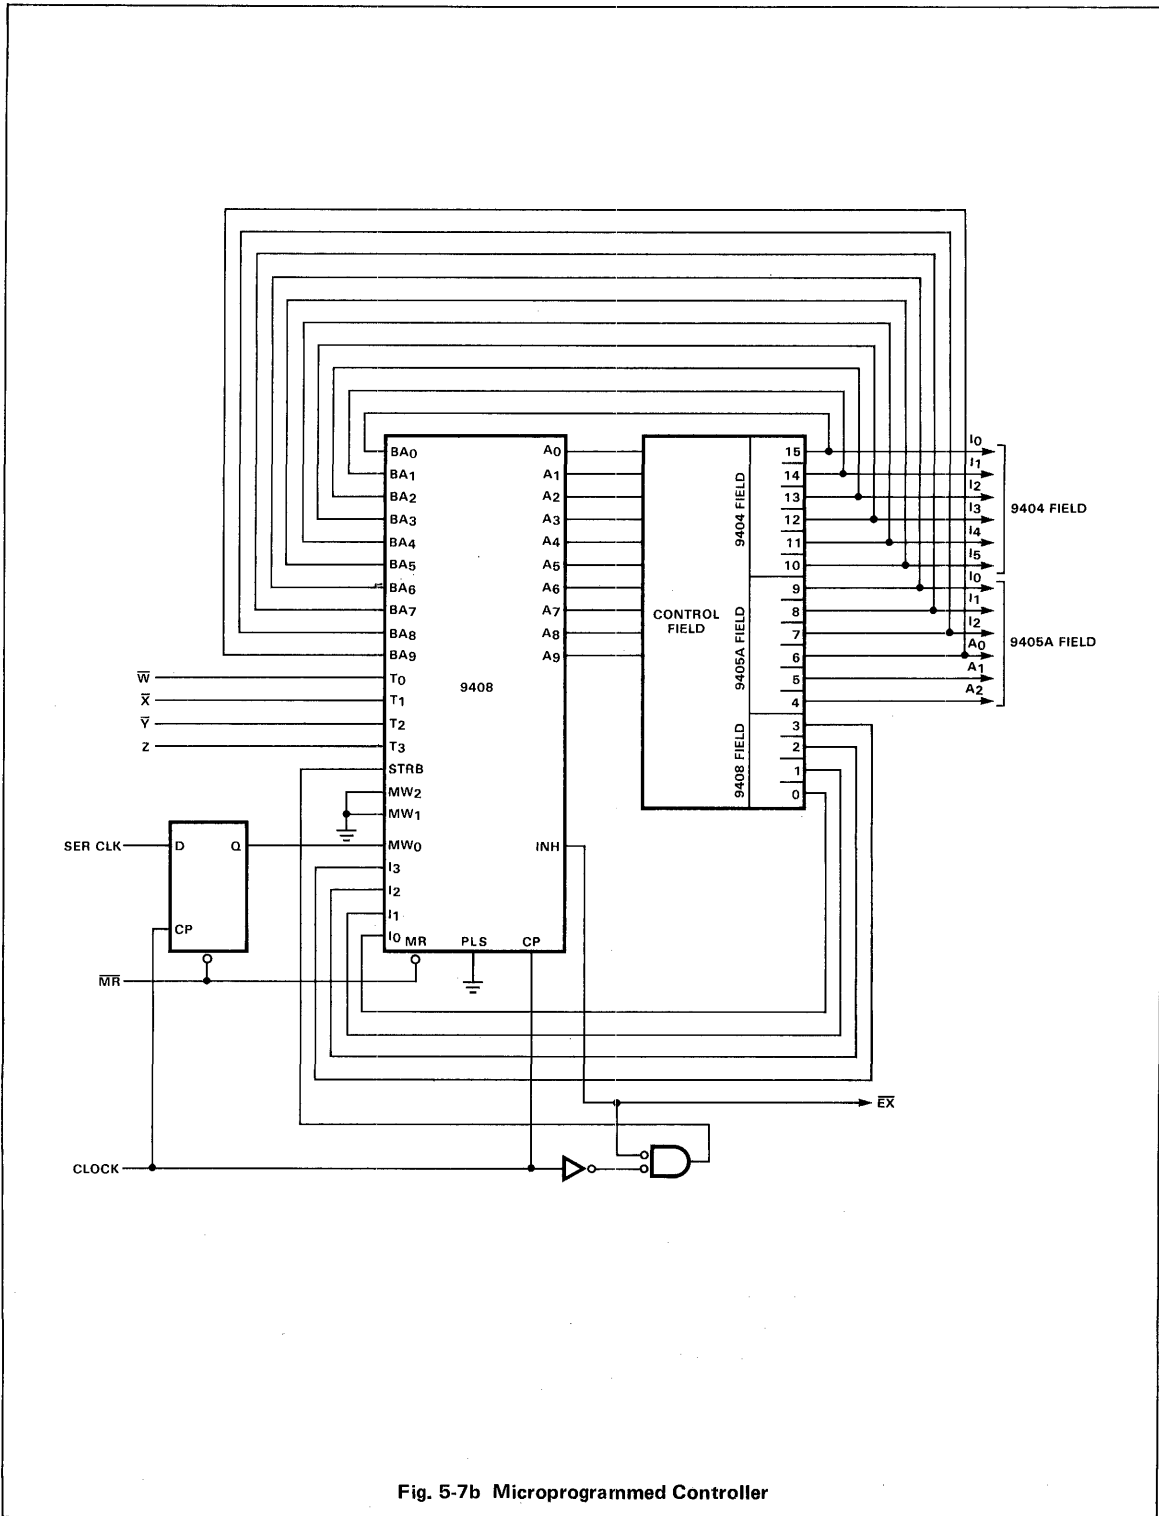 BA0 A0 15 I0
BA1 A1 14 I1
BA2 A2 13 I2
BA3 A3 12 I3
BA4 A4 11 I4
BA5 A5 10 I5
9404 FIELD
9404 FIELD
BA6 A6 9 I0
BA7 A7 8 I1
BA8 A8 7 I2
BA9 A9 6 A0
5 A1
4 A2
CONTROL
FIELD
9405A FIELD
9405A FIELD
W̅ T0
X̅ T1
Y̅ T2
Z T3
9408
3
2
1
0
9408 FIELD
STRB
MW2
MW1
SER CLK D Q MW0 INH
I3
I2
CP I1
I0 MR PLS CP
M̅R̅
E̅X̅
CLOCK
Fig. 5-7b Microprogrammed Controller